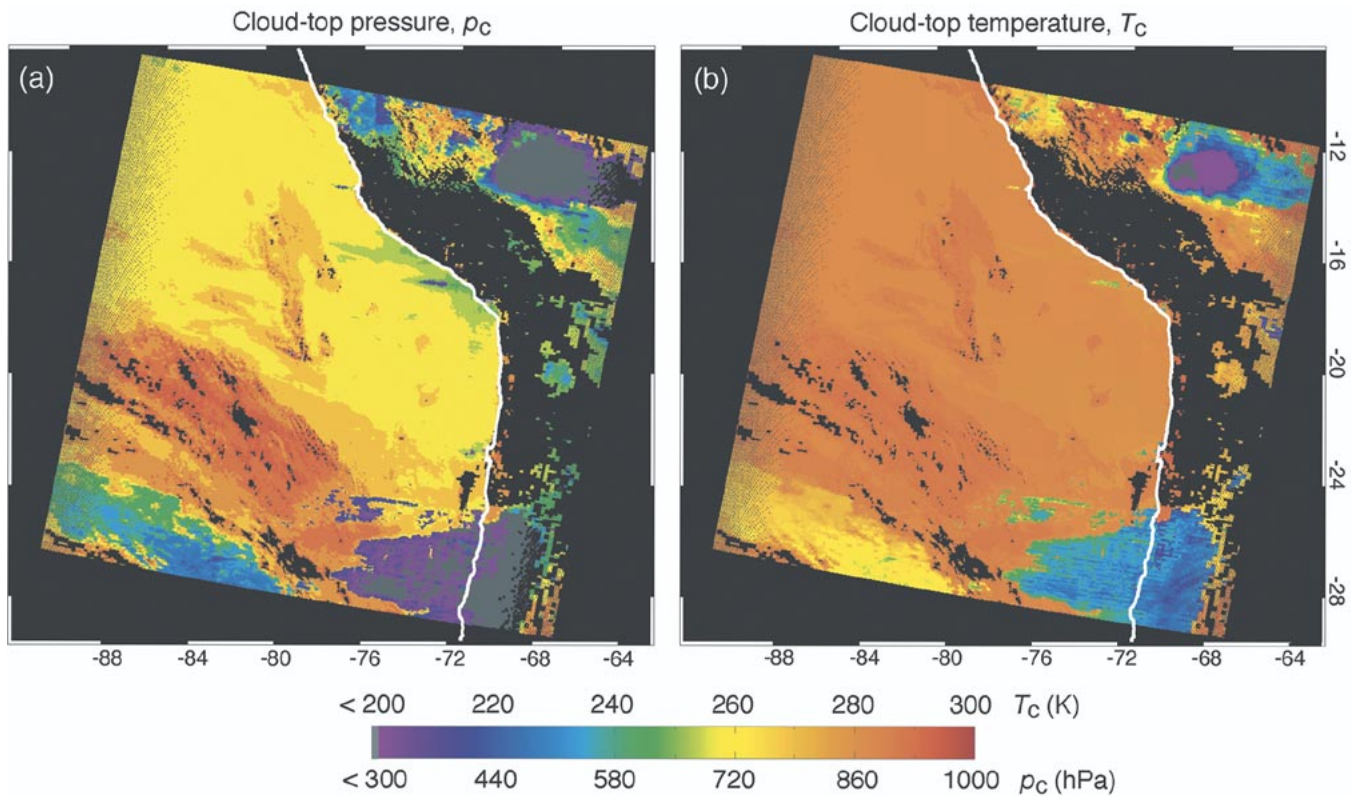 Cloud-top pressure, pC
Cloud-top temperature, TC
(a)
(b)
-12
-16
-20
-24
-28
-88 -84 -80 -76 -72 -68 -64
-88 -84 -80 -76 -72 -68 -64
< 200 220 240 260 280 300 TC (K)
< 300 440 580 720 860 1000 pC (hPa)